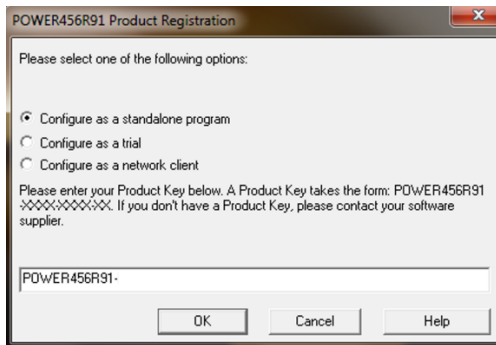 POWER456R91 Product Registration
Please select one of the following options:
Configure as a standalone program
Configure as a trial
Configure as a network client
Please enter your Product Key below. A Product Key takes the form: POWER456R91
-XXXX-XXXX-XX. If you don't have a Product Key, please contact your software
supplier.
POWER456R91-
OK Cancel Help